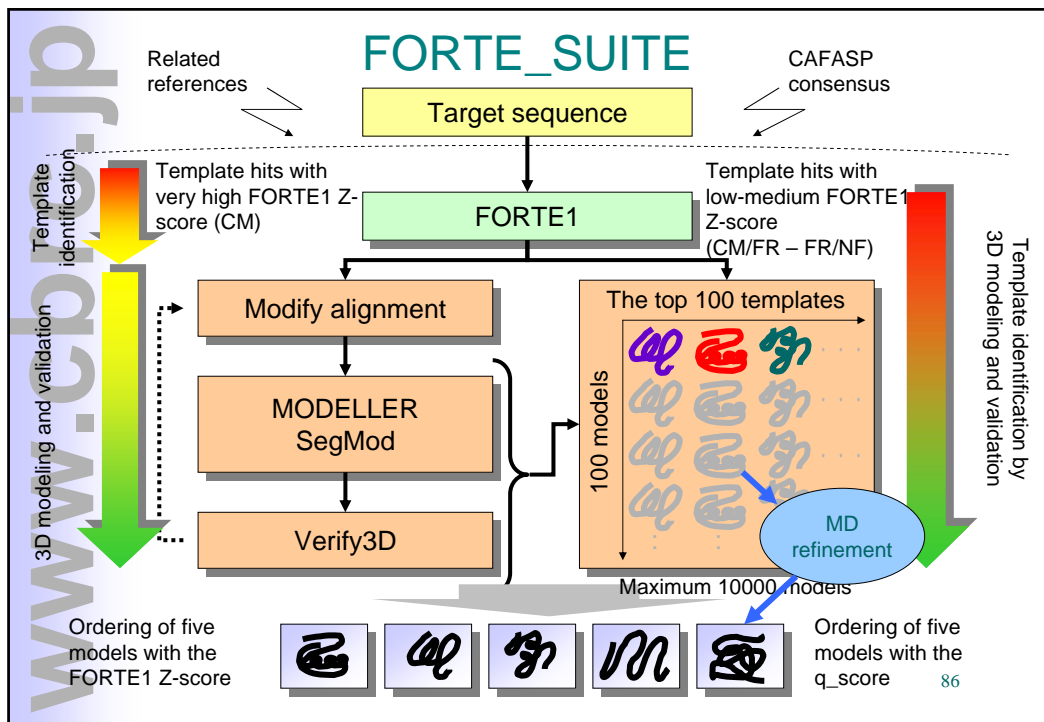 www.cbrc.jp
FORTE_SUITE
Related
references
CAFASP
consensus
Target sequence
Template
identification
Template hits with
very high FORTE1 Z-
score (CM)
FORTE1
Template hits with
low-medium FORTE1
Z-score
(CM/FR – FR/NF)
3D modeling and validation
Modify alignment
MODELLER
SegMod
Verify3D
The top 100 templates
100 models
. . . .
. . . .
. . . .
MD
refinement
Maximum 10000 models
Template identification by
3D modeling and validation
Ordering of five
models with the
FORTE1 Z-score
Ordering of five
models with the
q_score
86